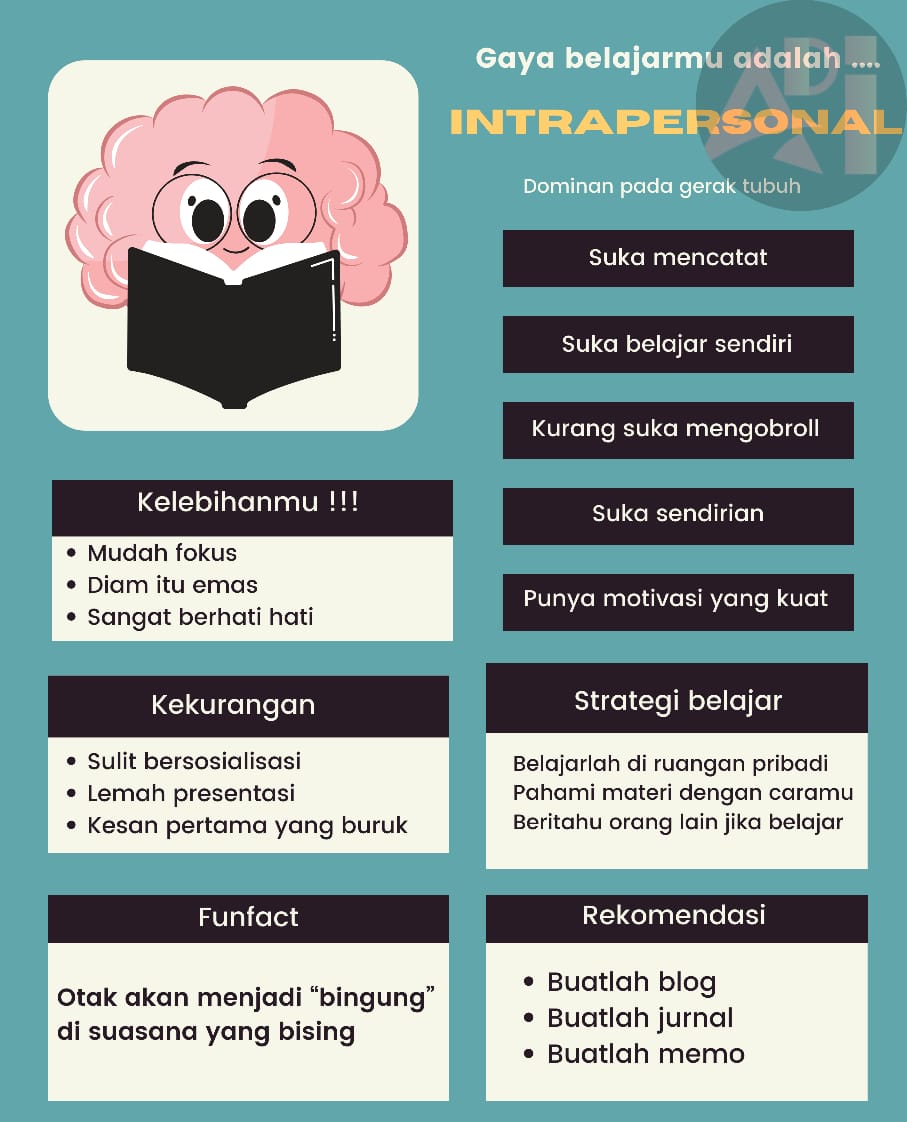 Gaya belajarmu adalah ....
INTRAPERSONAL
Dominan pada gerak tubuh
Suka mencatat
Suka belajar sendiri
Kurang suka mengobroll
Suka sendirian
Punya motivasi yang kuat
Kelebihanmu !!!
• Mudah fokus
• Diam itu emas
• Sangat berhati hati
Kekurangan
• Sulit bersosialisasi
• Lemah presentasi
• Kesan pertama yang buruk
Strategi belajar
Belajarlah di ruangan pribadi
Pahami materi dengan caramu
Beritahu orang lain jika belajar
Funfact
Otak akan menjadi “bingung”
di suasana yang bising
Rekomendasi
• Buatlah blog
• Buatlah jurnal
• Buatlah memo
ADI